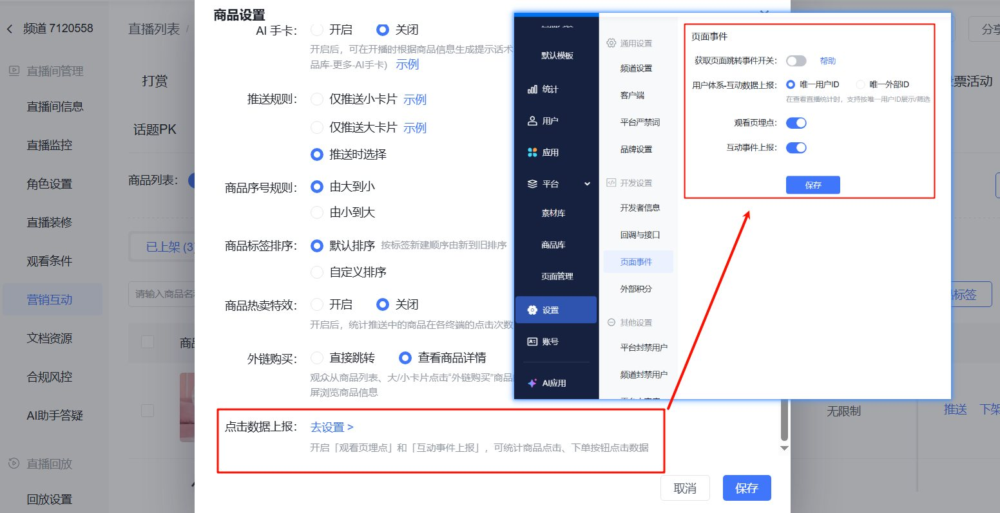 频道 7120558
直播间管理
直播间信息
直播监控
角色设置
直播装修
观看条件
营销互动
文档资源
合规风控
AI助手答疑
直播回放
回放设置
直播列表 /
打赏
话题PK
商品列表：
已上架 (3)
请输入商品名称
商品
商品设置
AI 手卡：
开启
关闭
开启后，可在开播时根据商品信息生成提示话术
品库-更多-AI手卡) 示例
推送规则：
仅推送小卡片 示例
仅推送大卡片 示例
推送时选择
商品序号规则：
由大到小
由小到大
商品标签排序：
默认排序 按标签新建顺序由新到旧排序
自定义排序
商品热卖特效：
开启
关闭
开启后，统计推送中的商品在各终端的点击次数
外链购买：
直接跳转
查看商品详情
观众从商品列表、大/小卡片点击“外链购买”商品
屏浏览商品信息
点击数据上报：
去设置 >
开启「观看页埋点」和「互动事件上报」，可统计商品点击、下单按钮点击数据
取消
保存
默认模板
统计
用户
应用
平台
素材库
商品库
页面管理
设置
账号
AI应用
通用设置
频道设置
客户端
平台严禁词
品牌设置
开发设置
开发者信息
回调与接口
页面事件
外部积分
其他设置
平台封禁用户
频道封禁用户
页面事件
获取页面跳转事件开关：
帮助
用户体系-互动数据上报：
唯一用户ID
唯一外部ID
在查看直播统计时，支持按唯一用户ID展示/筛选
观看页埋点：
互动事件上报：
保存
分享
票活动
标签
无限制
推送
下架